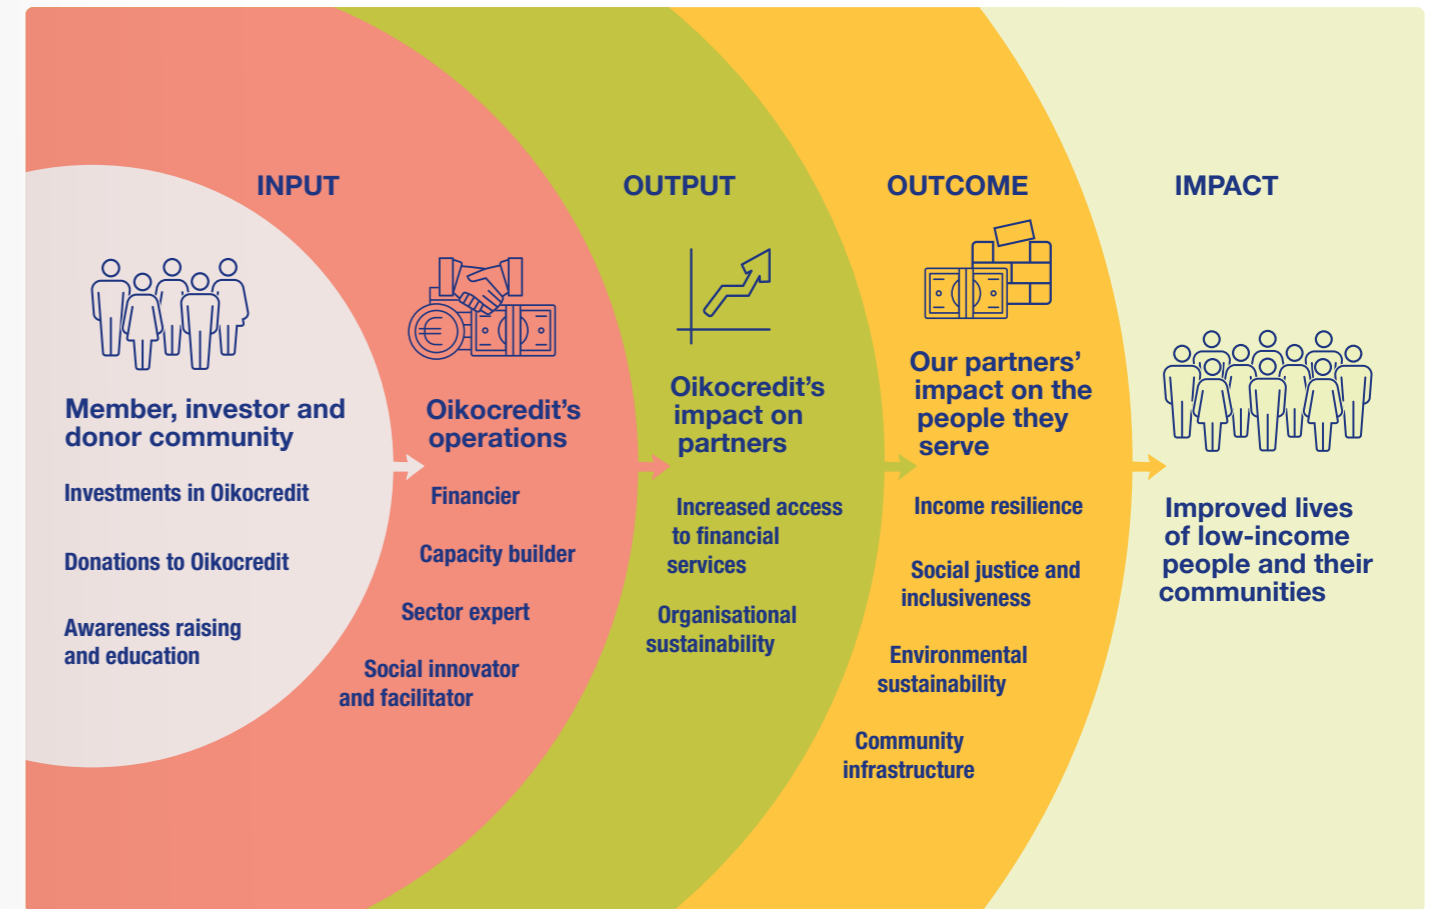 INPUT
OUTPUT
OUTCOME
IMPACT
Member, investor and
donor community
Investments in Oikocredit
Donations to Oikocredit
Awareness raising
and education
Oikocredit’s
operations
Financier
Capacity builder
Sector expert
Social innovator
and facilitator
Oikocredit’s
impact on
partners
Increased access
to financial
services
Organisational
sustainability
Our partners’
impact on the
people they
serve
Income resilience
Social justice and
inclusiveness
Environmental
sustainability
Community
infrastructure
Improved lives
of low-income
people and their
communities